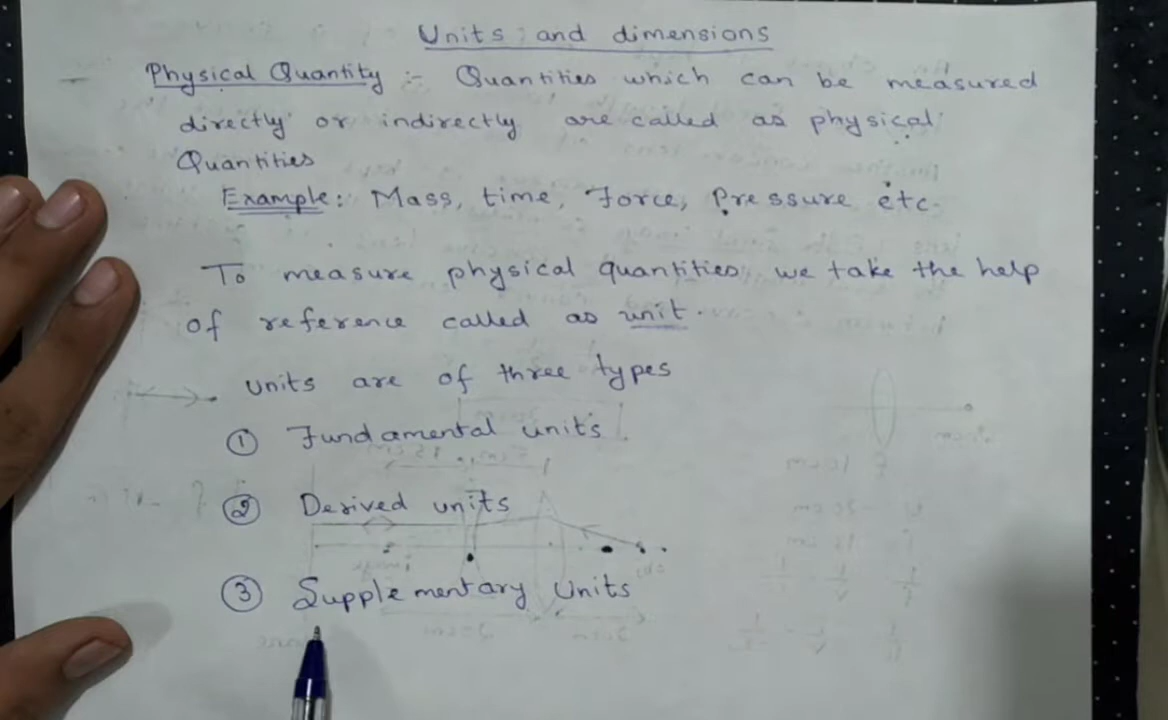 Units and dimensions
Physical Quantity :- Quantities which can be measured
directly or indirectly are called as physical
Quantities
Example: Mass, time, Force, Pressure etc.
To measure physical quantities we take the help
of reference called as unit.
units are of three types
① Fundamental units.
② Derived units
③ Supplementary Units